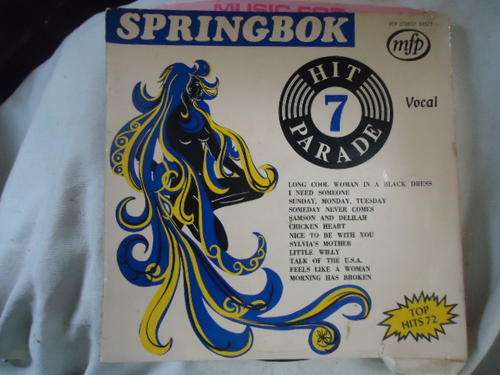 MUSIC FOR
SPRINGBOK
mfp
HIT
7
PARADE
Vocal
LONG COOL WOMAN IN A BLACK DRESS
I NEED SOMEONE
SUNDAY, MONDAY, TUESDAY
SOMEDAY NEVER COMES
SAMSON AND DELILAH
CHICKEN HEART
NICE TO BE WITH YOU
SYLVIA'S MOTHER
LITTLE WILLY
TALK OF THE U.S.A.
FEELS LIKE A WOMAN
MORNING HAS BROKEN
TOP
HITS 72